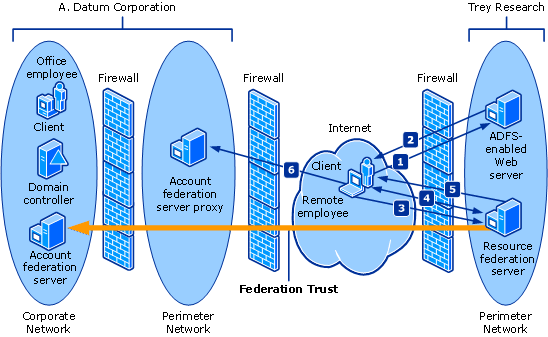 A. Datum Corporation
Trey Research
Office
employee
Client
Domain
controller
Account
federation
server
Corporate
Network
Firewall
Account
federation
server proxy
Perimeter
Network
Firewall
Internet
Client
Remote
employee
Federation Trust
Firewall
ADFS-
enabled
Web
server
Resource
federation
server
Perimeter
Network
1
2
3
4
5
6